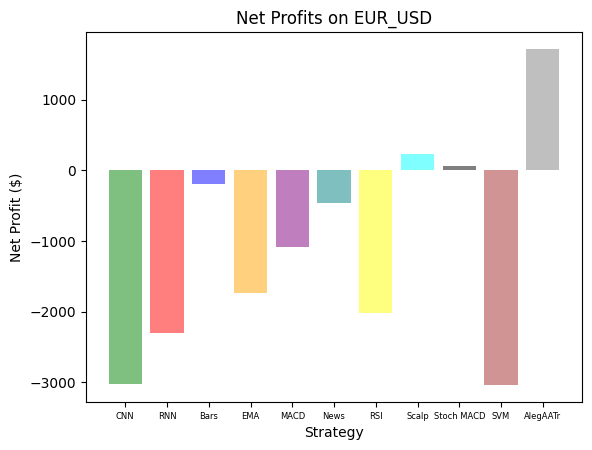 Net Profits on EUR_USD
Net Profit ($)
1000
0
−1000
−2000
−3000
CNN RNN Bars EMA MACD News RSI Scalp Stoch MACD SVM AlegAATr
Strategy